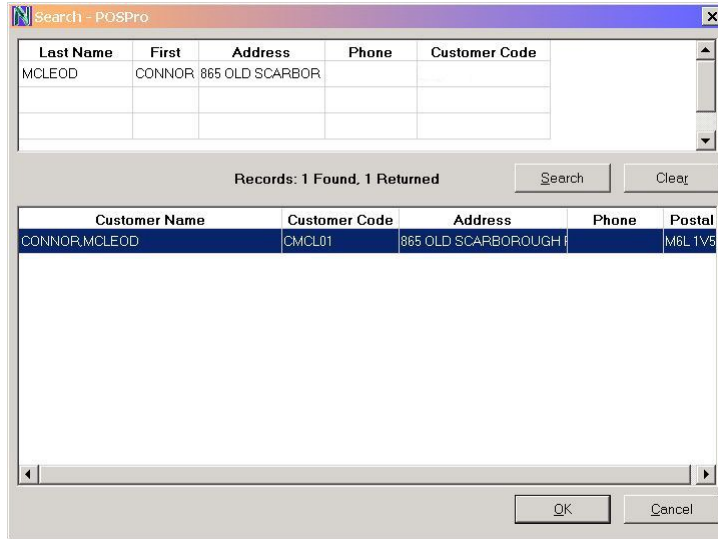 Search - POSPro
Last Name First Address Phone Customer Code
MCLEOD CONNOR 865 OLD SCARBOR
Records: 1 Found, 1 Returned Search Clear
Customer Name Customer Code Address Phone Postal
CONNOR,MCLEOD CMCL01 865 OLD SCARBOROUGH M6L 1V5
OK Cancel